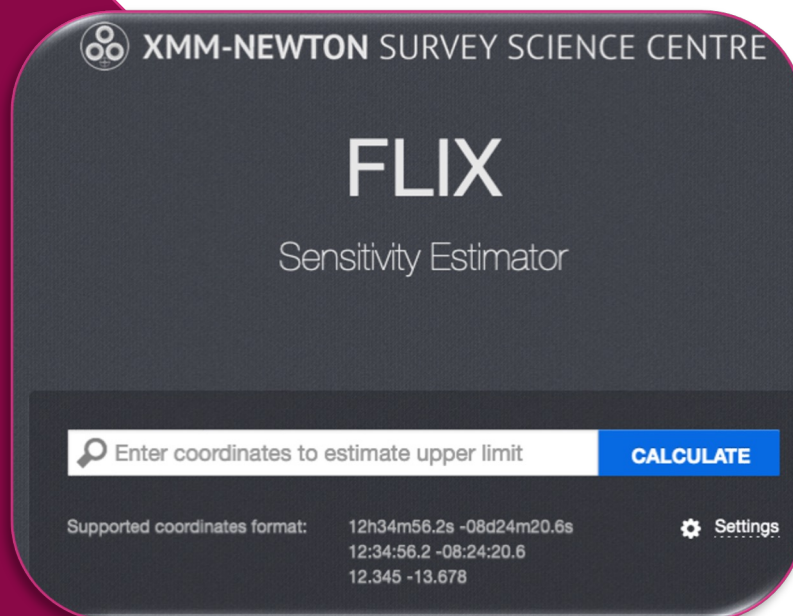 XMM-NEWTON SURVEY SCIENCE CENTRE
FLIX
Sensitivity Estimator
Enter coordinates to estimate upper limit CALCULATE
Supported coordinates format: 12h34m56.2s -08d24m20.6s Settings
12:34:56.2 -08:24:20.6
12.345 -13.678